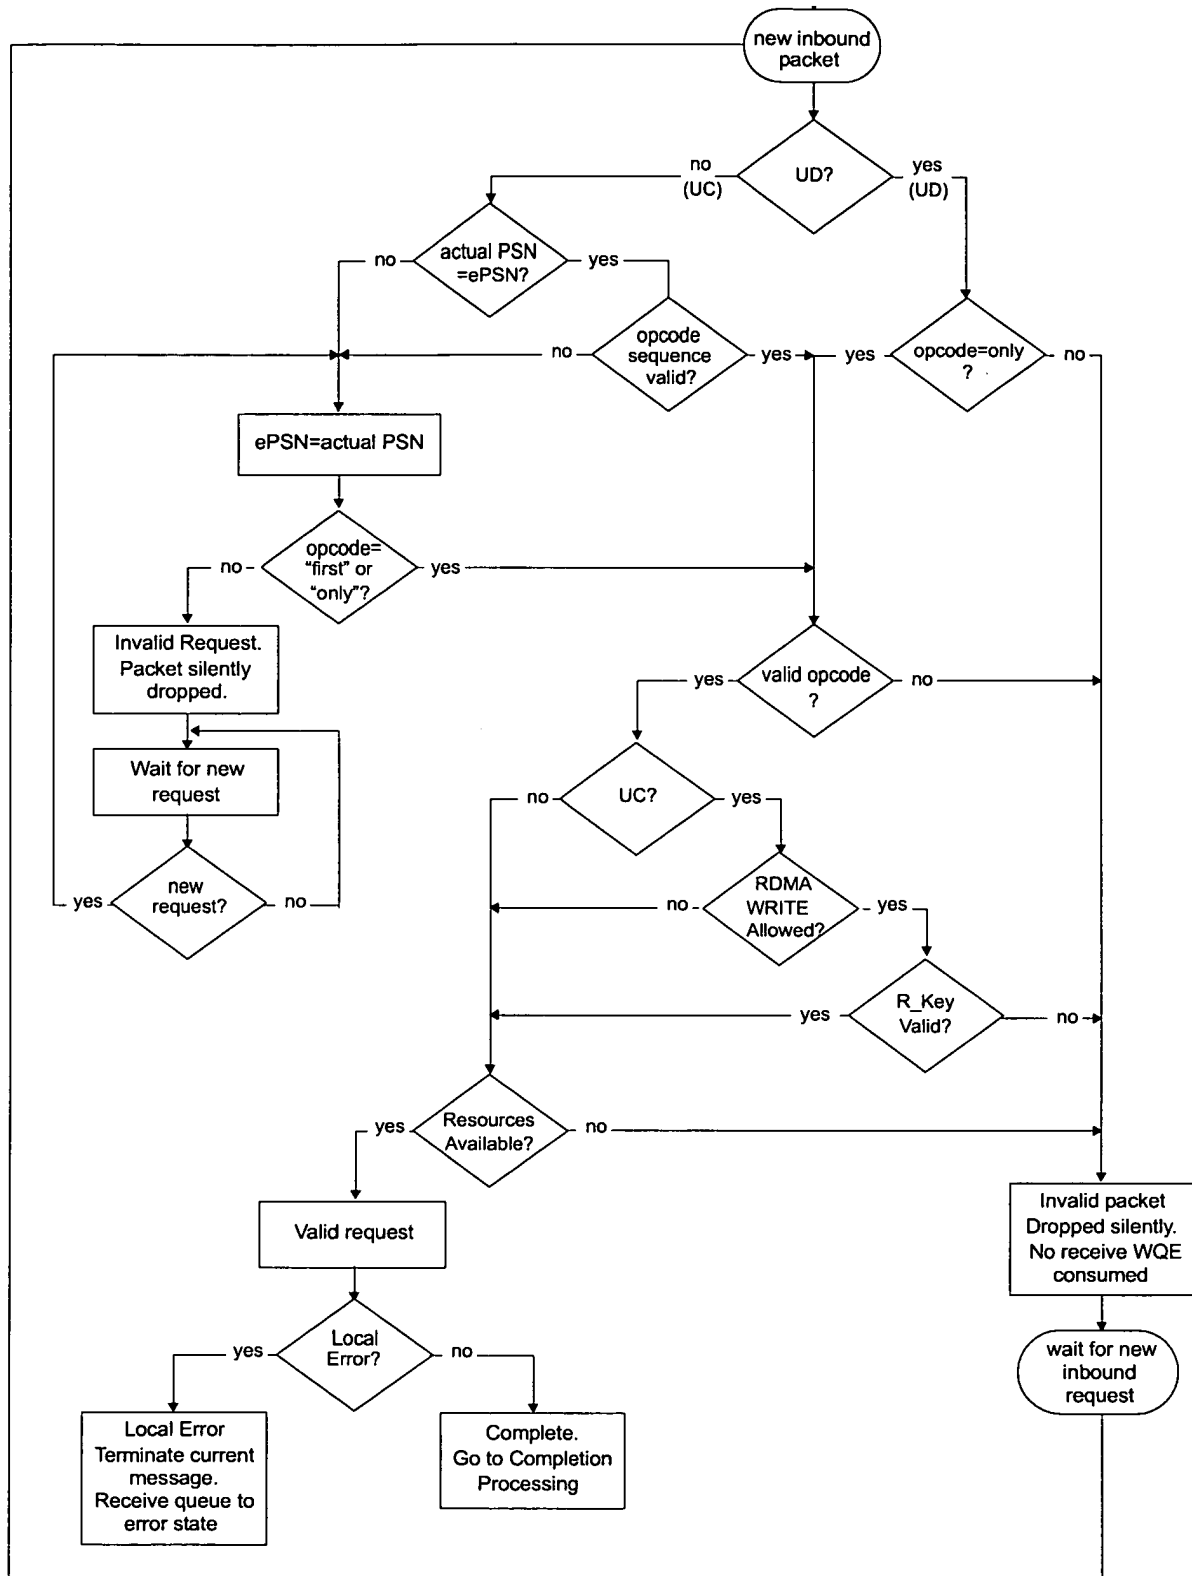 new inbound
packet
no
(UC)
UD?
yes
(UD)
no
actual PSN
=ePSN?
yes
no
opcode
sequence
valid?
yes
yes
opcode=only
?
no
ePSN=actual PSN
no
opcode=
“first” or
“only”?
yes
Invalid Request.
Packet silently
dropped.
yes
valid opcode
?
no
Wait for new
request
no
UC?
yes
yes
new
request?
no
no
RDMA
WRITE
Allowed?
yes
yes
R_Key
Valid?
no
yes
Resources
Available?
no
Valid request
Invalid packet
Dropped silently.
No receive WQE
consumed
yes
Local
Error?
no
wait for new
inbound
request
Local Error
Terminate current
message.
Receive queue to
error state
Complete.
Go to Completion
Processing